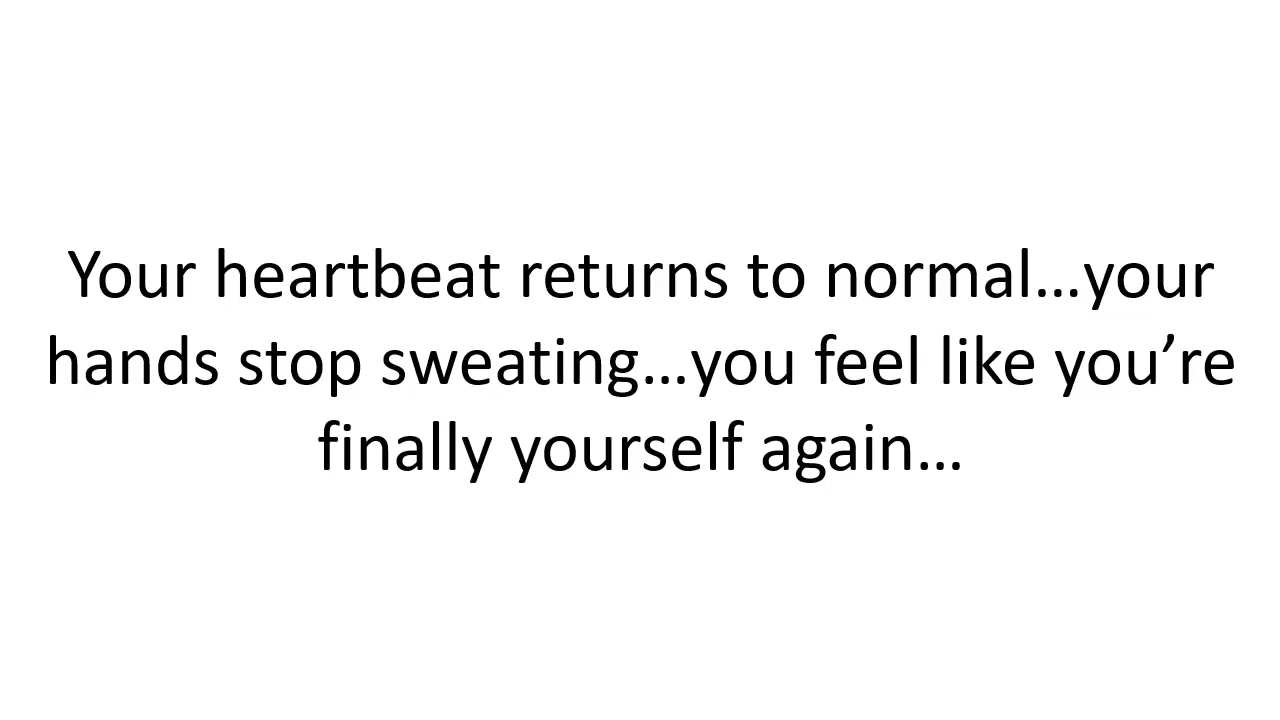 Your heartbeat returns to normal…your
hands stop sweating…you feel like you’re
finally yourself again…